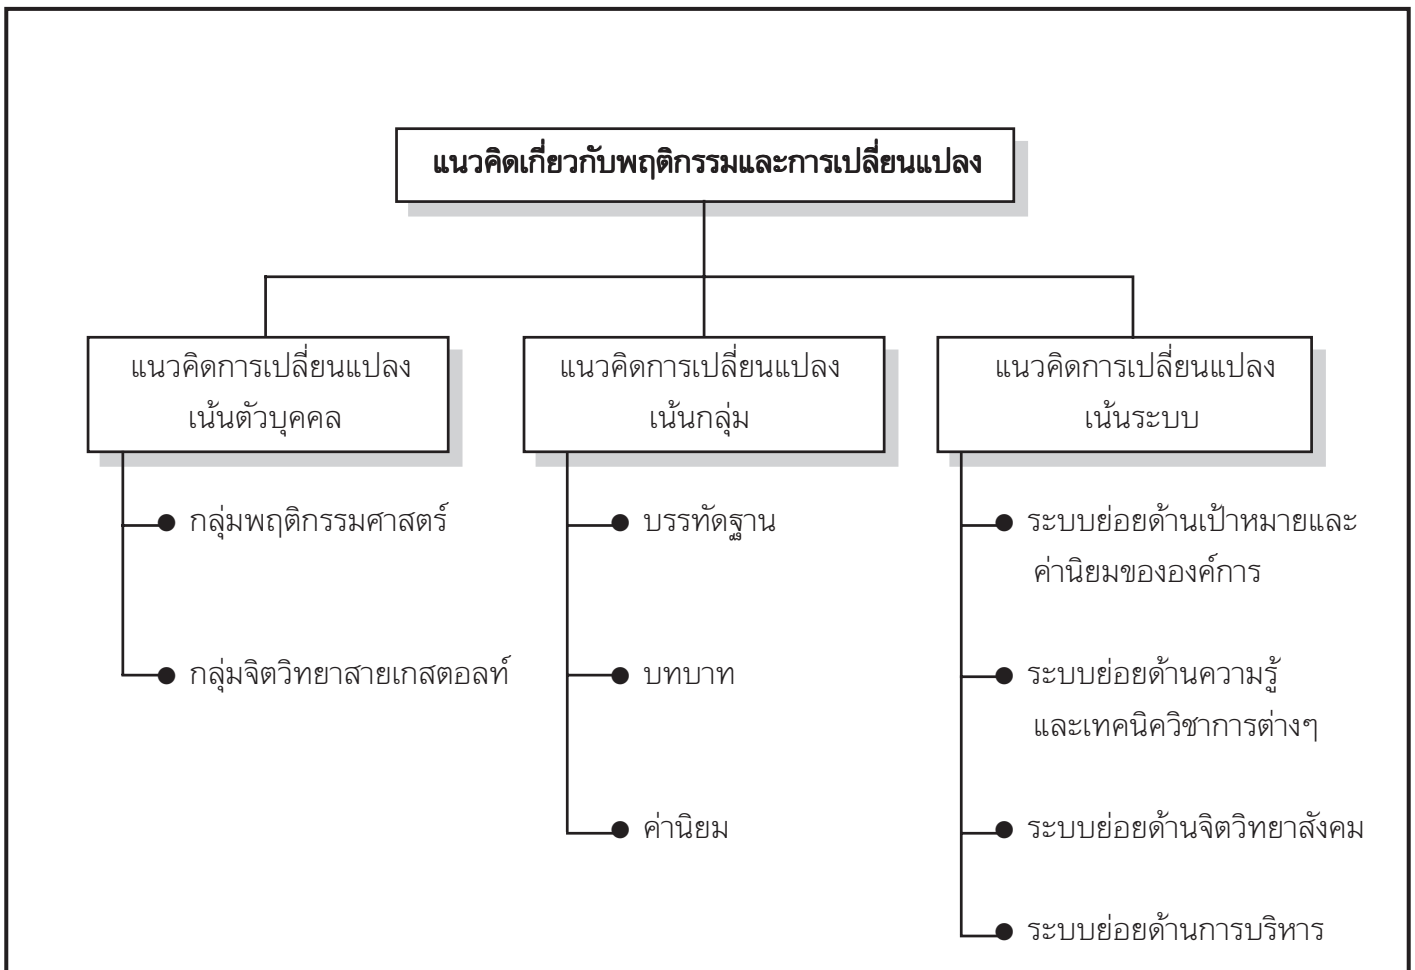 แนวคิดเกี่ยวกับพฤติกรรมและการเปลี่ยนแปลง
แนวคิดการเปลี่ยนแปลง
เน้นตัวบุคคล
กลุ่มพฤติกรรมศาสตร์
กลุ่มจิตวิทยาสายเกสตอลท์
แนวคิดการเปลี่ยนแปลง
เน้นกลุ่ม
บรรทัดฐาน
บทบาท
ค่านิยม
แนวคิดการเปลี่ยนแปลง
เน้นระบบ
ระบบย่อยด้านเป้าหมายและ
ค่านิยมขององค์การ
ระบบย่อยด้านความรู้
และเทคนิควิชาการต่างๆ
ระบบย่อยด้านจิตวิทยาสังคม
ระบบย่อยด้านการบริหาร